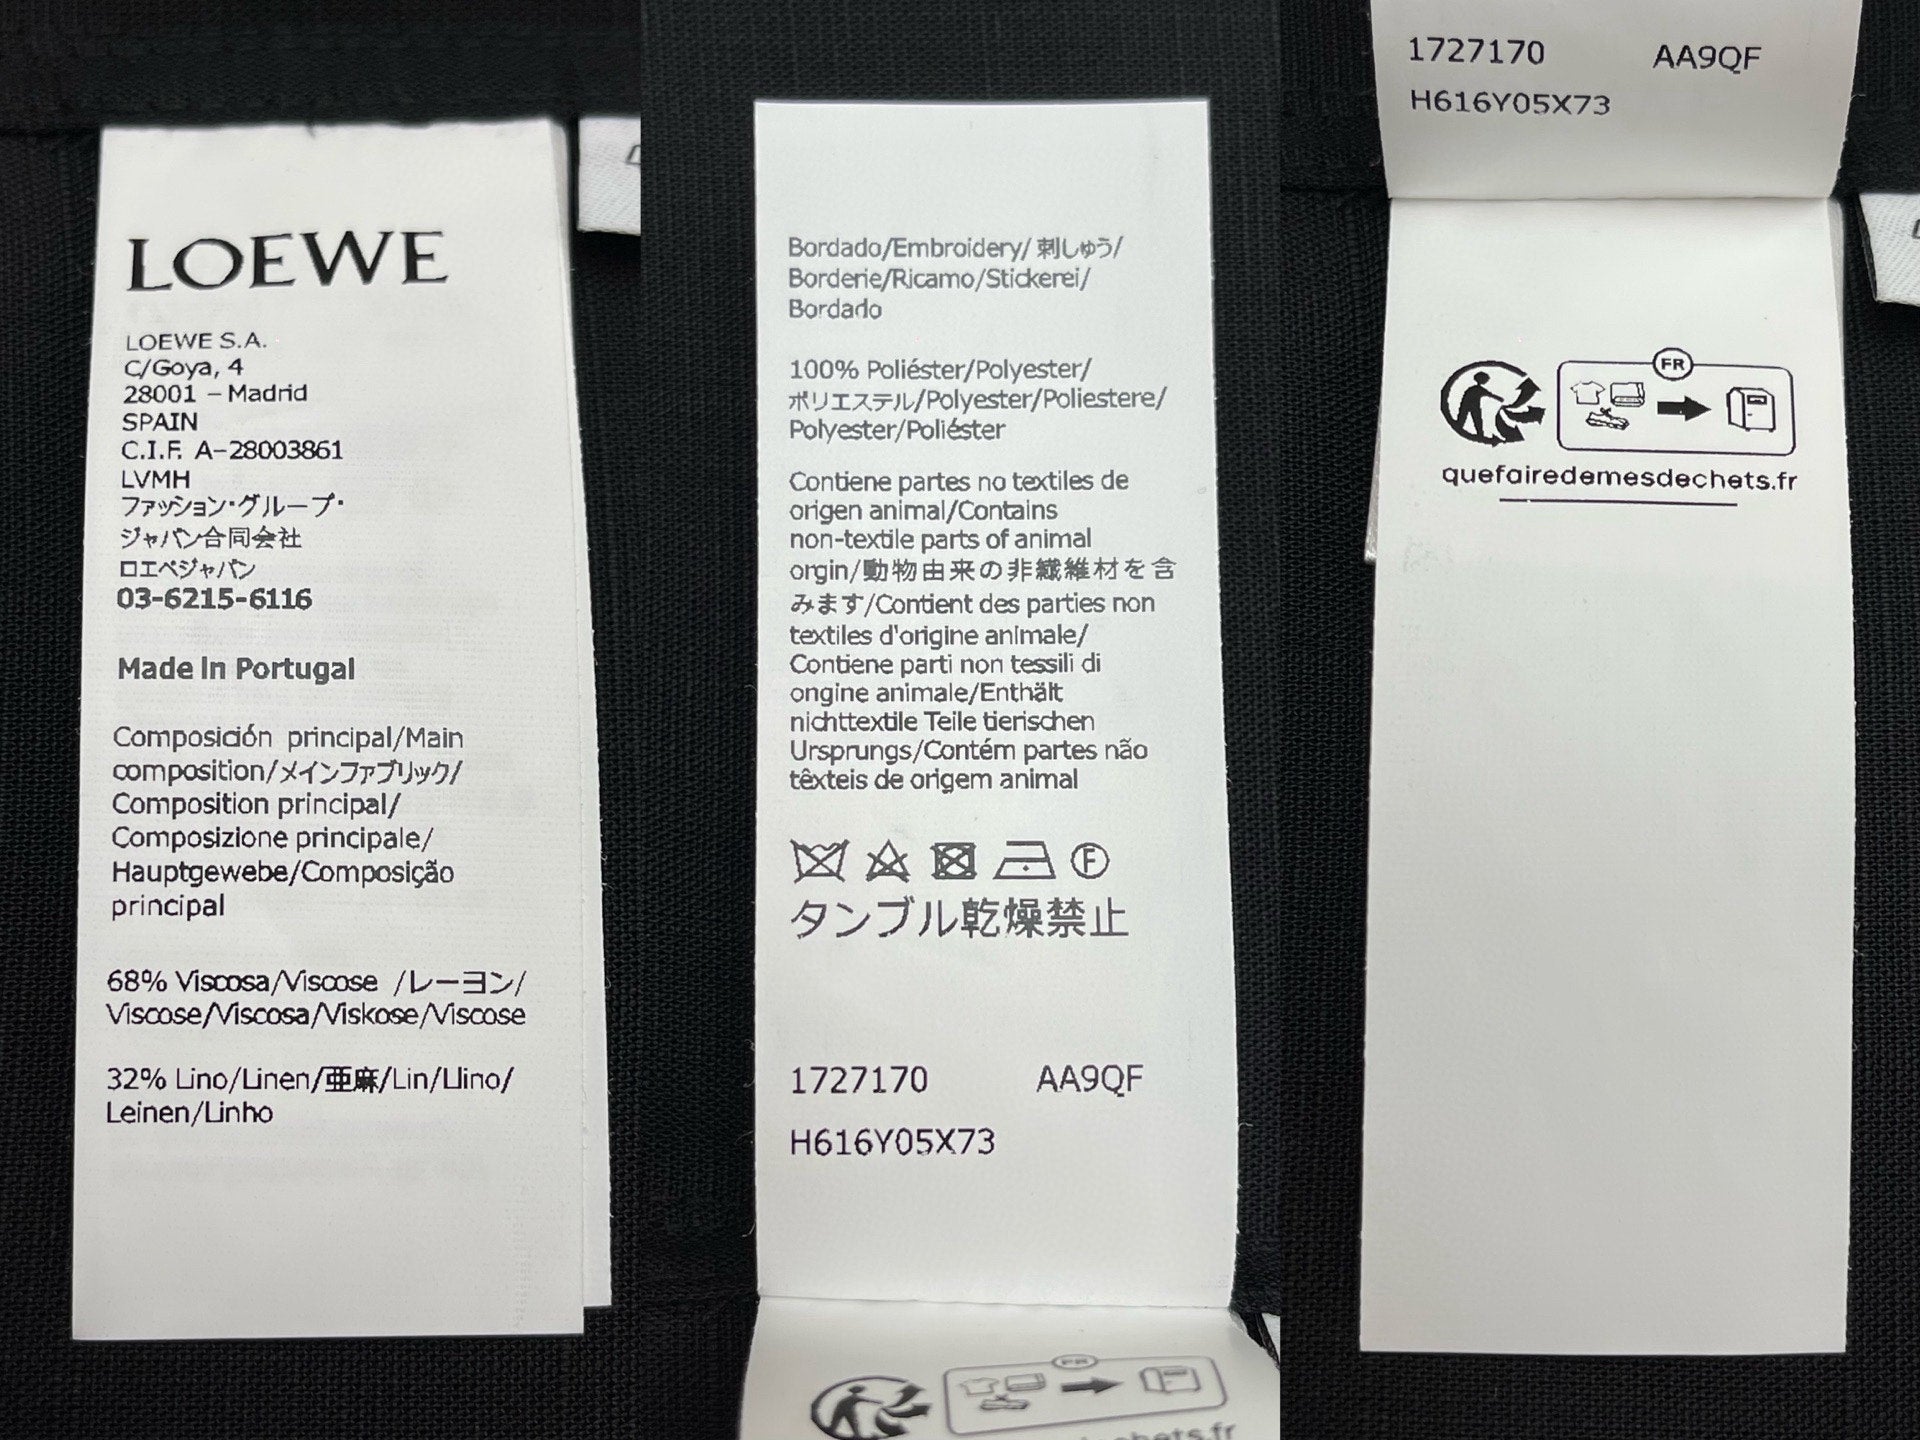 LOEWE
LOEWE S.A.
C/Goya, 4
28001 – Madrid
SPAIN
C.I.F. A-28003861
LVMH
ファッション・グループ・
ジャパン合同会社
ロエベジャパン
03-6215-6116
Made in Portugal
Composición principal/Main
composition/メインファブリック/
Composition principal/
Composizione principale/
Hauptgewebe/Composição
principal
68% Viscosa/Viscose /レーヨン/
Viscose/Viscosa/Viskose/Viscose
32% Lino/Linen/亜麻/Lin/Llino/
Leinen/Linho
Bordado/Embroidery/刺しゅう/
Borderie/Ricamo/Stickerei/
Bordado
100% Poliéster/Polyester/
ポリエステル/Polyester/Poliestere/
Polyester/Poliéster
Contiene partes no textiles de
origen animal/Contains
non-textile parts of animal
orgin/動物由来の非繊維材を含
みます/Contient des parties non
textiles d'origine animale/
Contiene parti non tessili di
ongine animale/Enthält
nichttextile Teile tierischen
Ursprungs/Contém partes não
têxteis de origem animal
F
タンブル乾燥禁止
1727170 AA9QF
H616Y05X73
FR
1727170 AA9QF
H616Y05X73
FR
quefairedemesdechets.fr